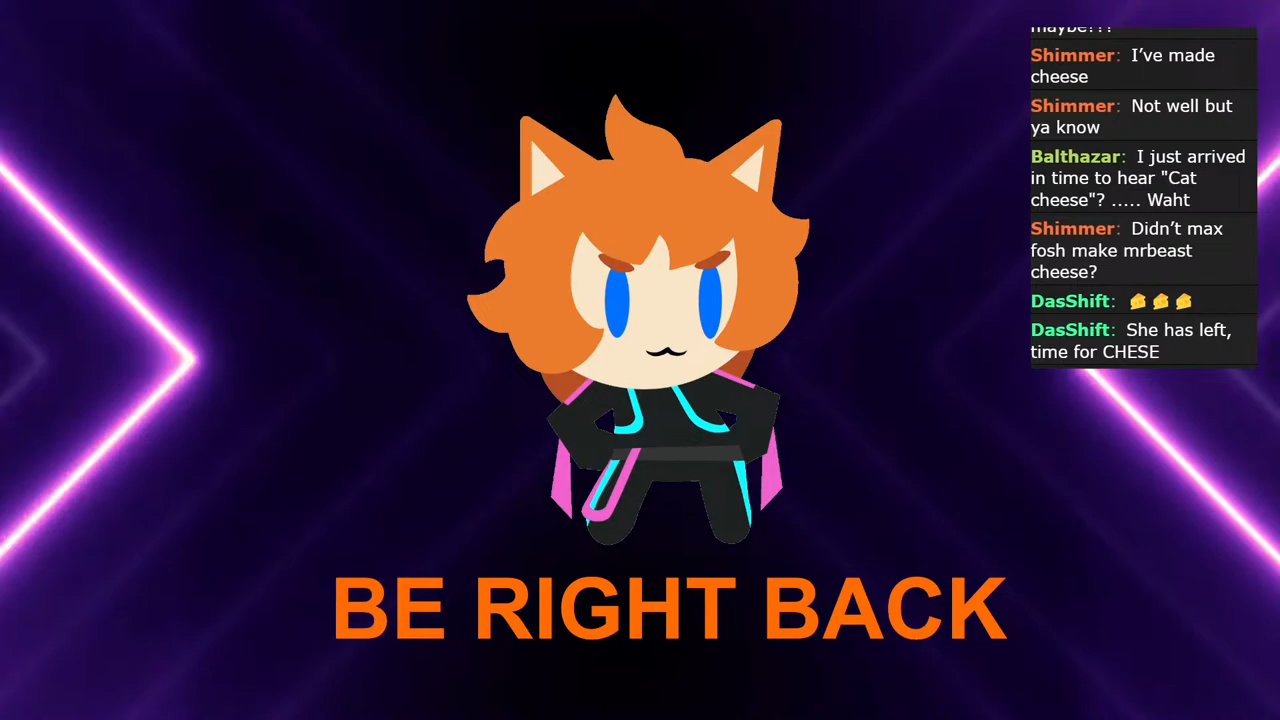 maybe???
Shimmer: I’ve made
cheese
Shimmer: Not well but
ya know
Balthazar: I just arrived
in time to hear "Cat
cheese"? ..... Waht
Shimmer: Didn’t max
fosh make mrbeast
cheese?
DasShift: 🧀 🧀 🧀
DasShift: She has left,
time for CHESE
BE RIGHT BACK